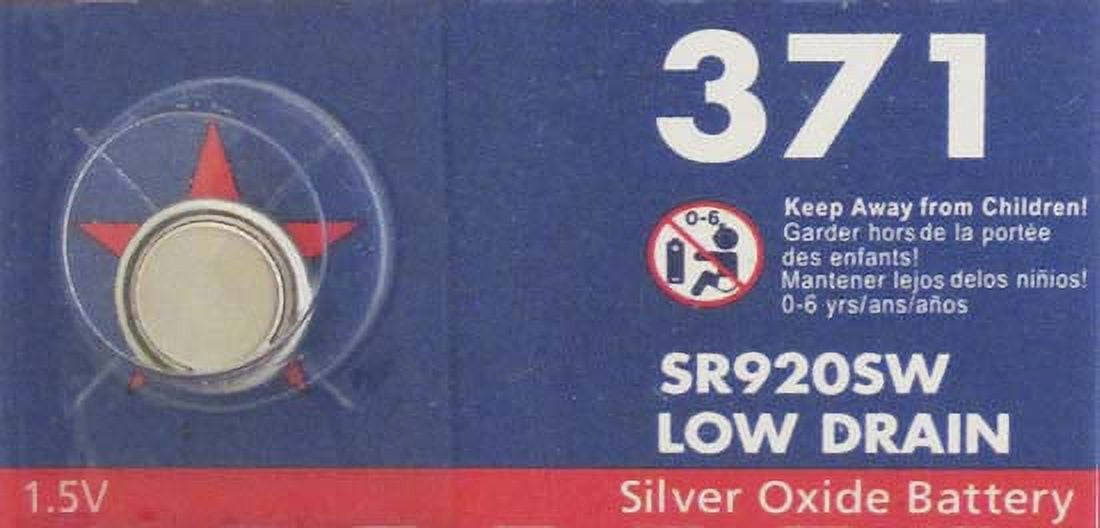 371
0-6
Keep Away from Children!
Garder hors de la portée
des enfants!
Mantener lejos delos niñios!
0-6 yrs/ans/años
SR920SW
LOW DRAIN
1.5V
Silver Oxide Battery